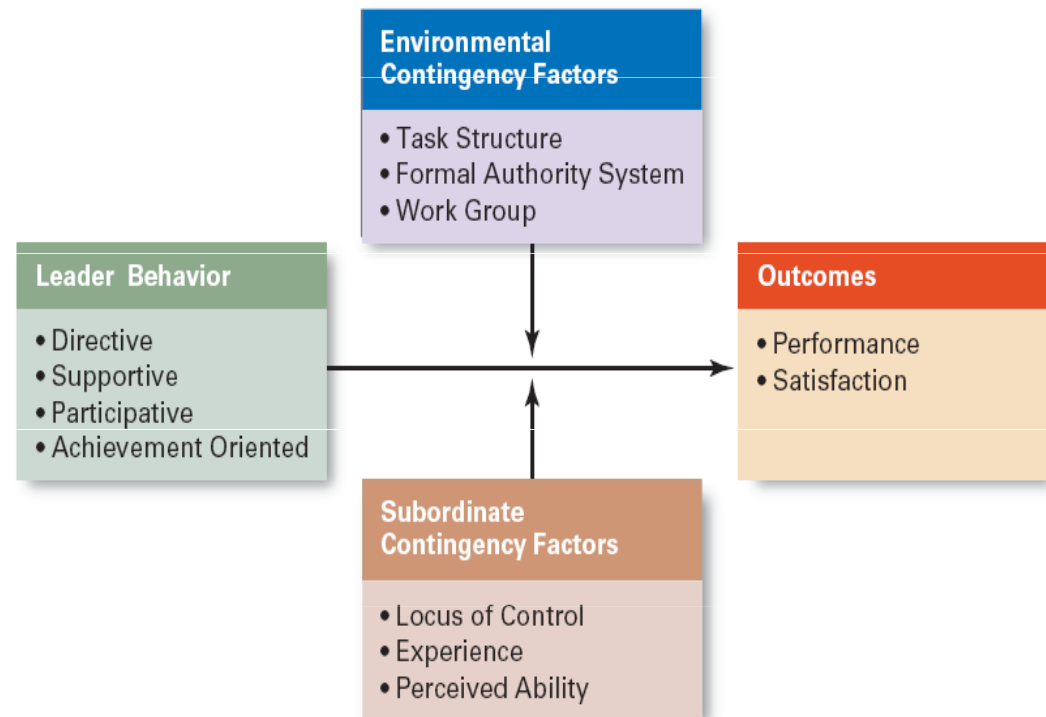 Environmental
Contingency Factors
• Task Structure
• Formal Authority System
• Work Group
Leader Behavior
• Directive
• Supportive
• Participative
• Achievement Oriented
Outcomes
• Performance
• Satisfaction
Subordinate
Contingency Factors
• Locus of Control
• Experience
• Perceived Ability